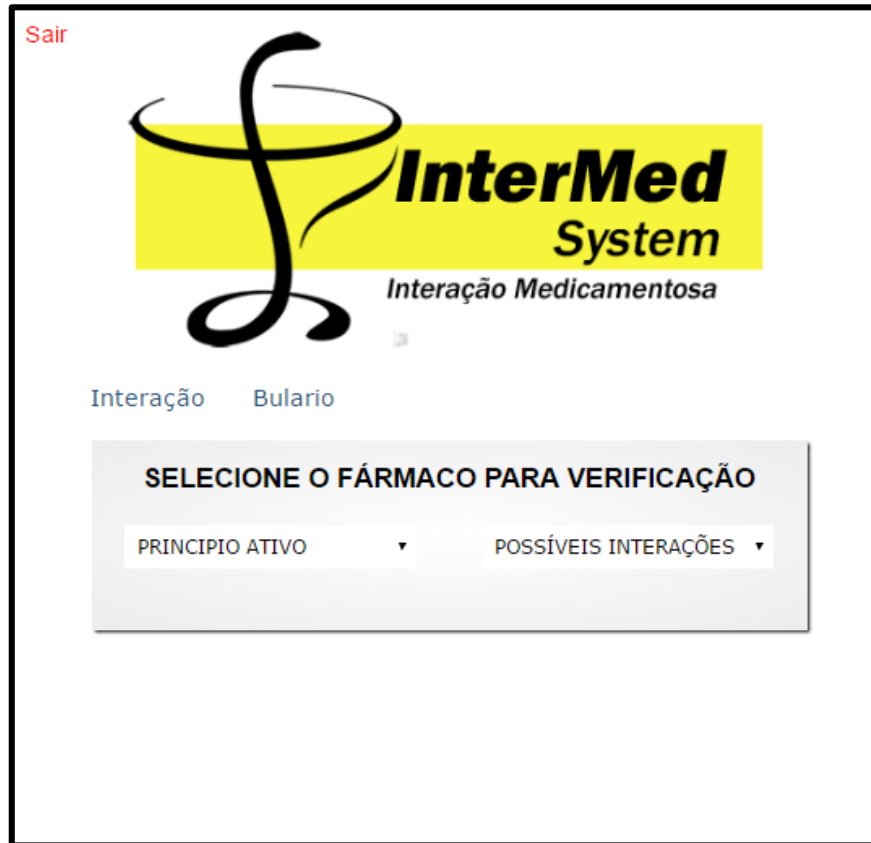 Sair
InterMed
System
Interação Medicamentosa
Interação Bulario
SELECIONE O FÁRMACO PARA VERIFICAÇÃO
PRINCIPIO ATIVO POSSÍVEIS INTERAÇÕES